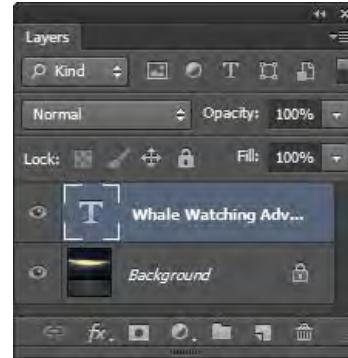 Layers
Kind T
Normal Opacity: 100%
Lock: Fill: 100%
T Whale Watching Adv...
Background
fx.